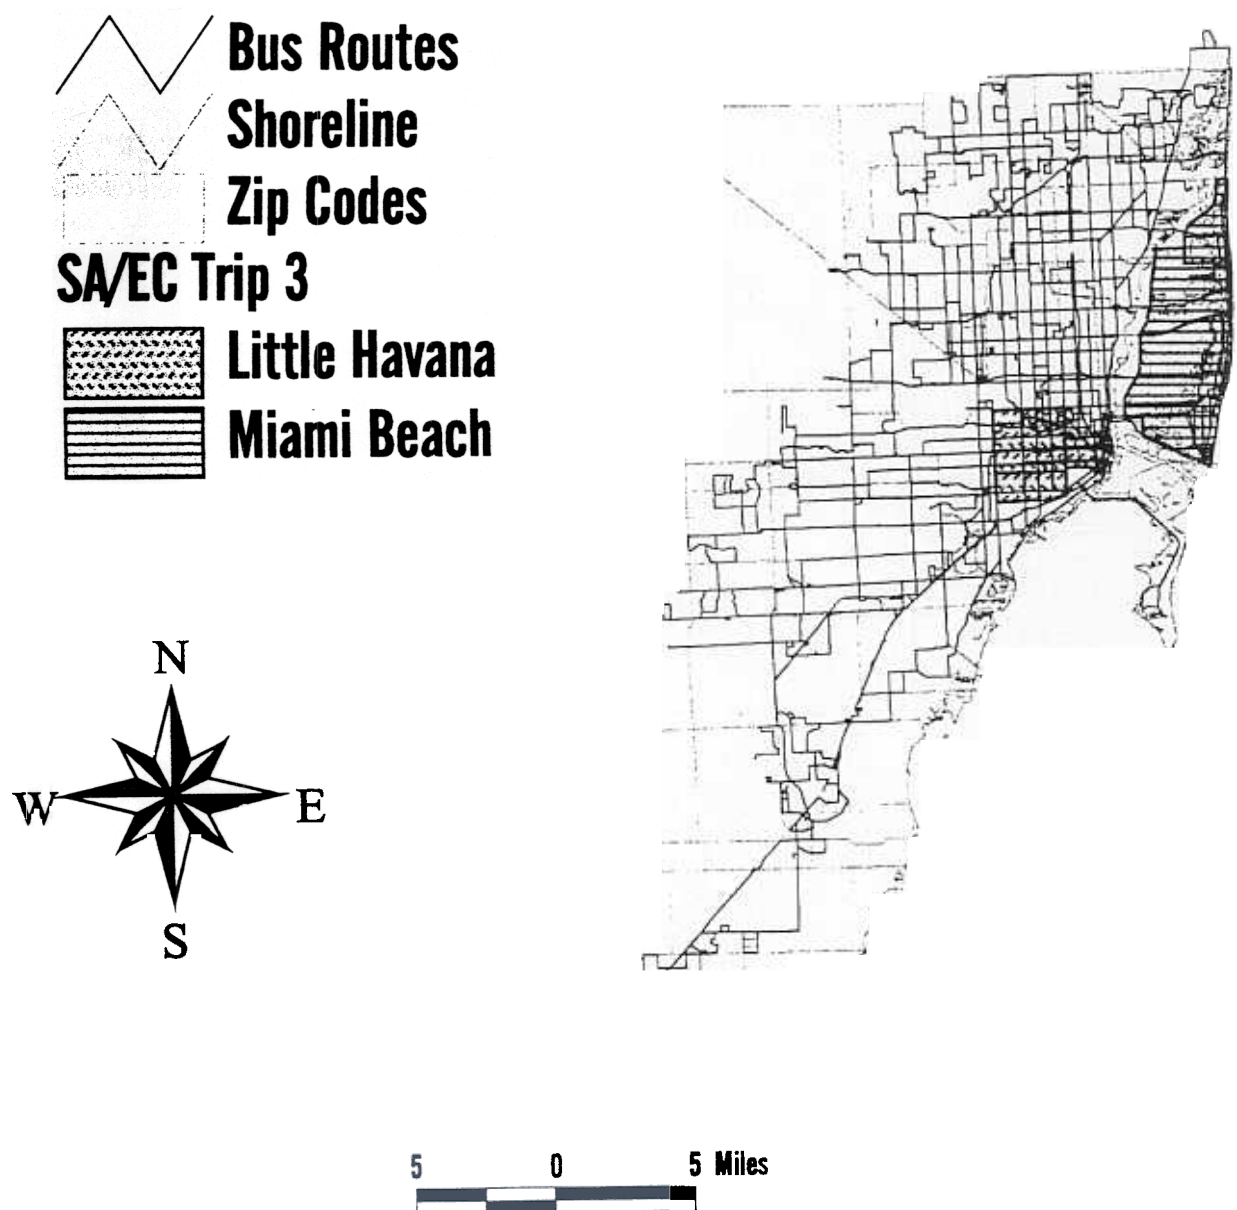 Bus Routes
Shoreline
Zip Codes
SA/EC Trip 3
Little Havana
Miami Beach
N
W E
S
5 0 5 Miles